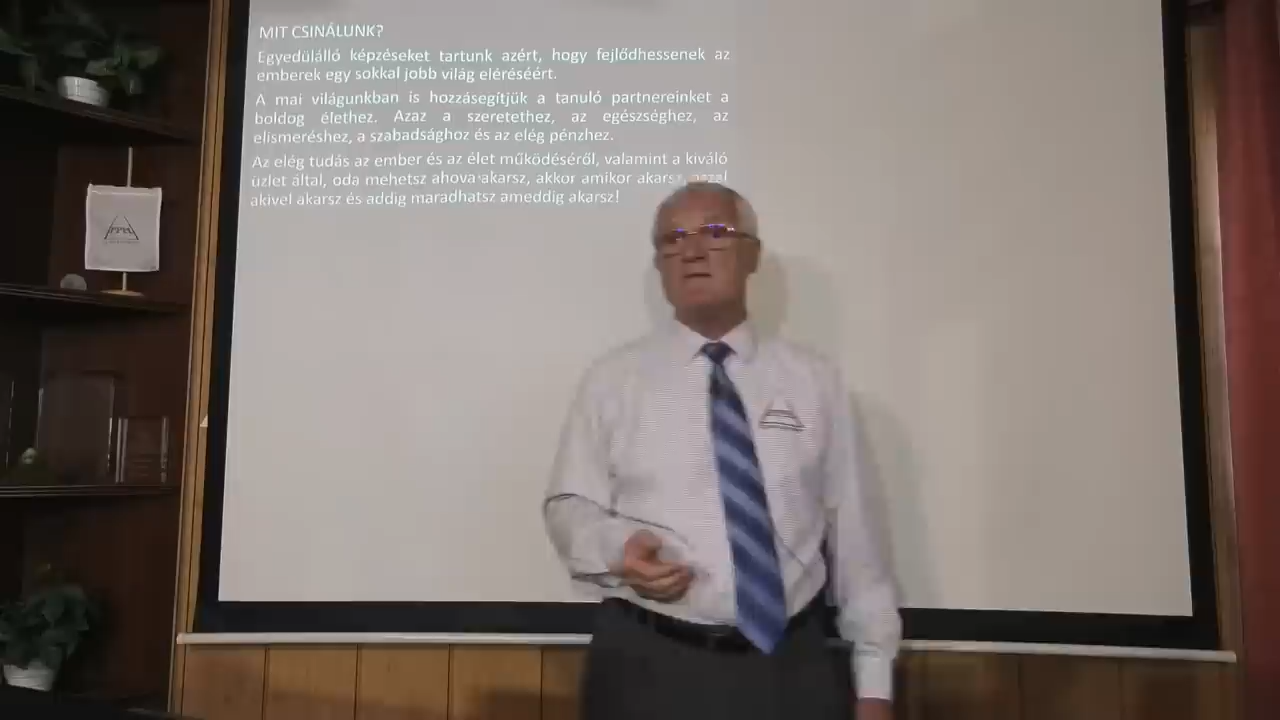 MIT CSINÁLUNK?
Egyedülálló képzéseket tartunk azért, hogy fejlődhessenek az
emberek egy sokkal jobb világ eléréséért.
A mai világunkban is hozzásegítjük a tanuló partnereinket a
boldog élethez. Azaz a szeretethez, az egészséghez, az
elismeréshez, a szabadsághoz és az elég pénzhez.
Az elég tudás az ember és az élet működéséről, valamint a kiváló
üzlet által, oda mehetsz ahova akarsz, akkor amikor akarsz, azzal
akivel akarsz és addig maradhatsz ameddig akarsz!